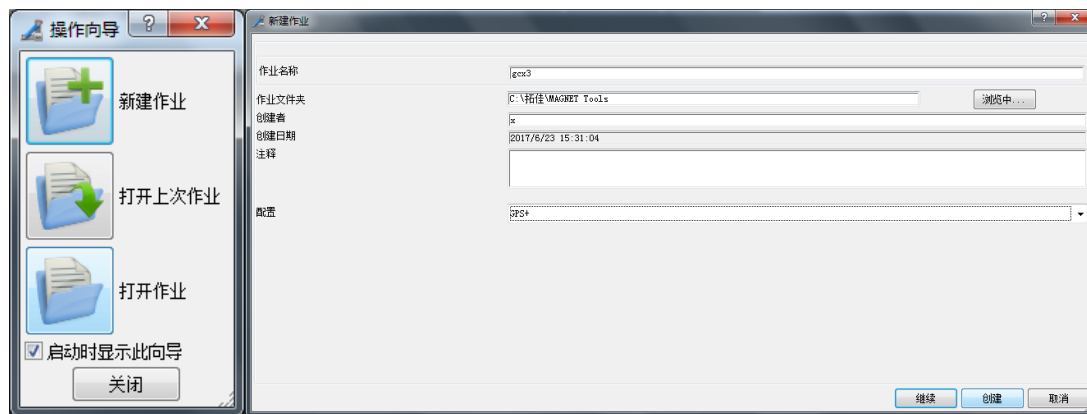 操作向导
新建作业
打开上次作业
打开作业
启动时显示此向导
关闭
新建作业
作业名称
gcx3
作业文件夹
C:\拓佳\MAGNET Tools
浏览中...
创建者
x
创建日期
2017/6/23 15:31:04
注释
配置
GPS+
继续
创建
取消